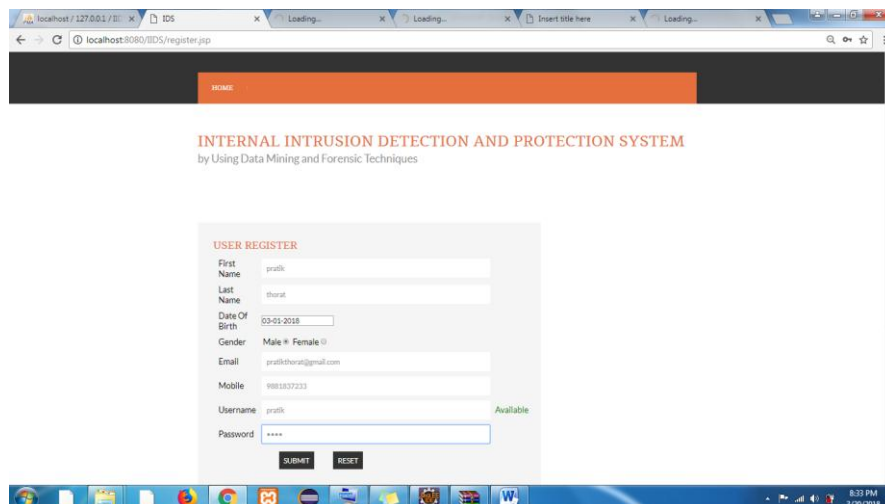 localhost / 127.0.0.1 / II
IDS
Loading...
Loading...
Insert title here
Loading...
localhost:8080/IIDS/register.jsp
HOME
INTERNAL INTRUSION DETECTION AND PROTECTION SYSTEM
by Using Data Mining and Forensic Techniques
USER REGISTER
First Name pratik
Last Name thorat
Date Of Birth 03-01-2018
Gender Male Female
Email pratikthorat@gmail.com
Mobile 9881837233
Username pratik Available
Password ****
SUBMIT RESET
8:33 PM